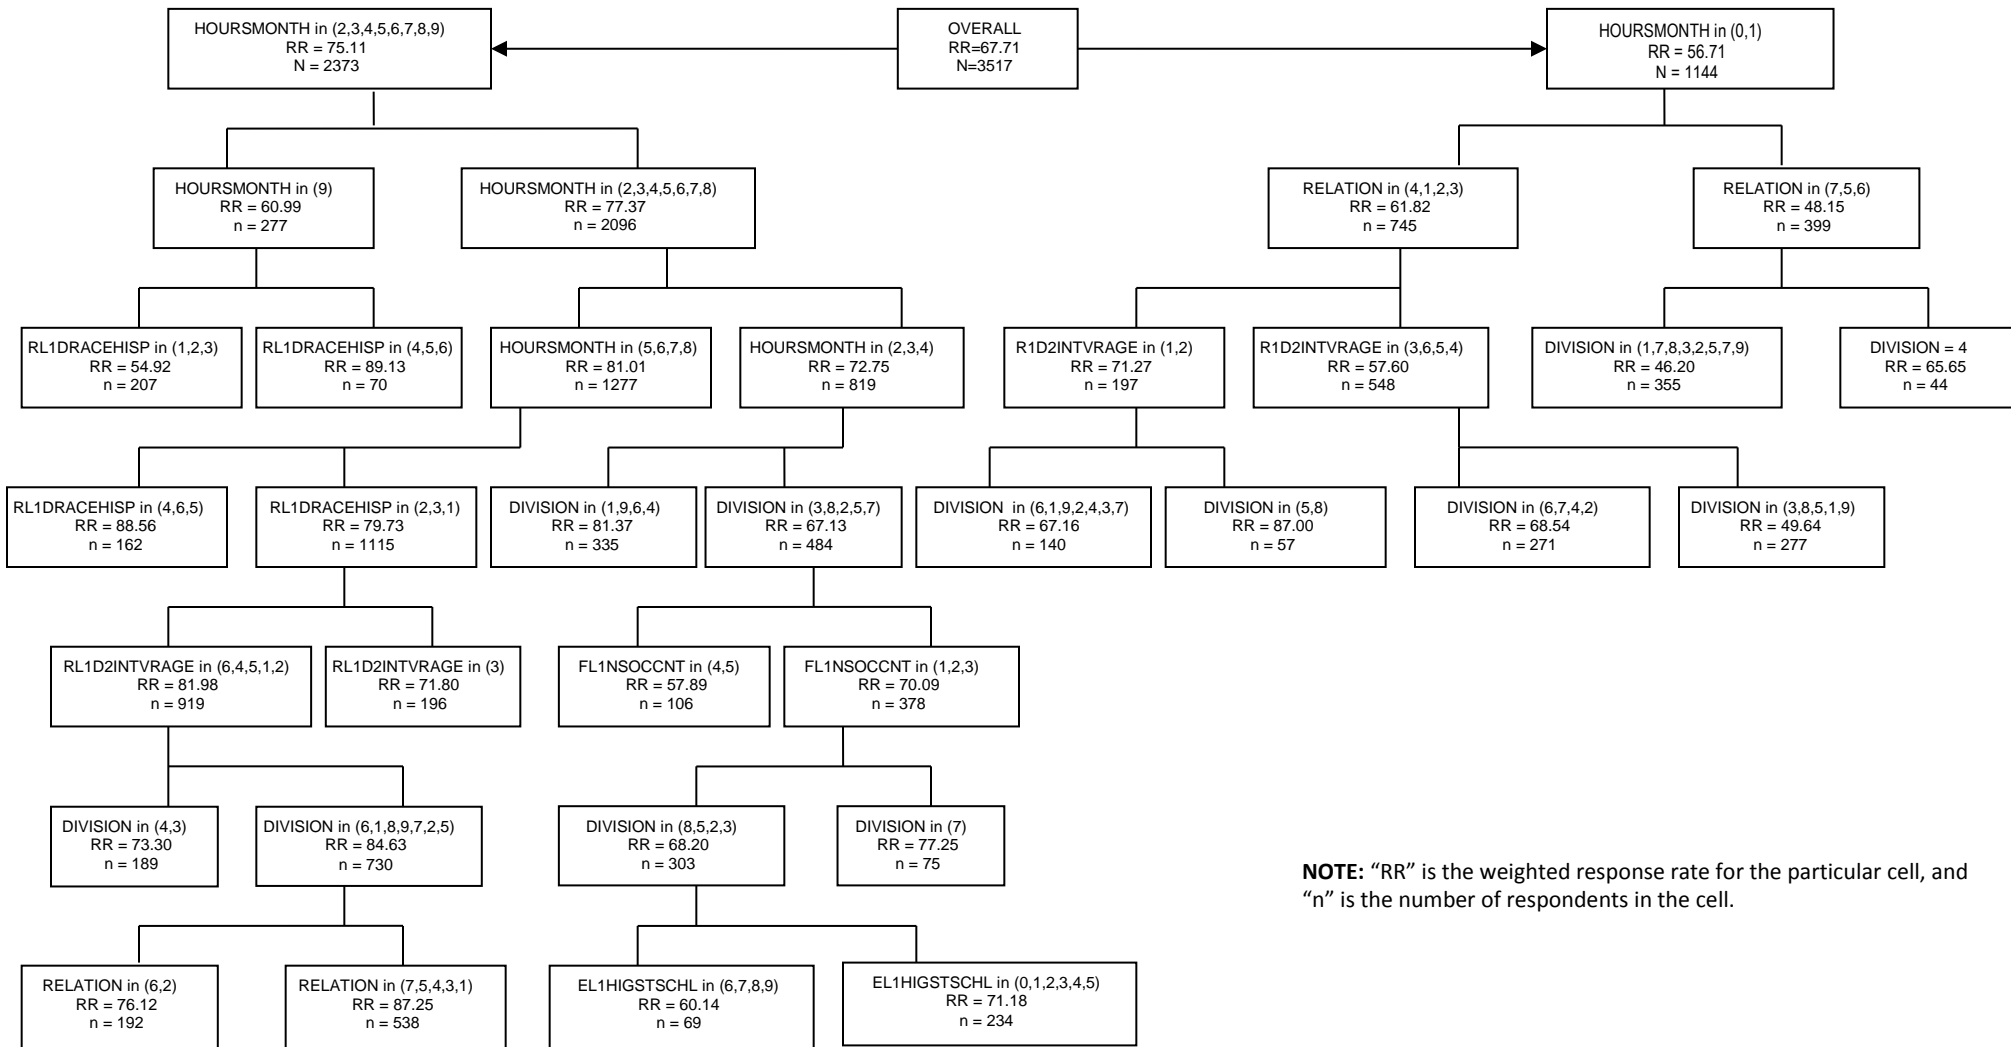 HOURSMONTH in (2,3,4,5,6,7,8,9)
RR = 75.11
N = 2373
OVERALL
RR=67.71
N=3517
HOURSMONTH in (0,1)
RR = 56.71
N = 1144
HOURSMONTH in (9)
RR = 60.99
n = 277
HOURSMONTH in (2,3,4,5,6,7,8)
RR = 77.37
n = 2096
RELATION in (4,1,2,3)
RR = 61.82
n = 745
RELATION in (7,5,6)
RR = 48.15
n = 399
RL1DRACEHISP in (1,2,3)
RR = 54.92
n = 207
RL1DRACEHISP in (4,5,6)
RR = 89.13
n = 70
HOURSMONTH in (5,6,7,8)
RR = 81.01
n = 1277
HOURSMONTH in (2,3,4)
RR = 72.75
n = 819
R1D2INTVRAGE in (1,2)
RR = 71.27
n = 197
R1D2INTVRAGE in (3,6,5,4)
RR = 57.60
n = 548
DIVISION in (1,7,8,3,2,5,7,9)
RR = 46.20
n = 355
DIVISION = 4
RR = 65.65
n = 44
RL1DRACEHISP in (4,6,5)
RR = 88.56
n = 162
RL1DRACEHISP in (2,3,1)
RR = 79.73
n = 1115
DIVISION in (1,9,6,4)
RR = 81.37
n = 335
DIVISION in (3,8,2,5,7)
RR = 67.13
n = 484
DIVISION in (6,1,9,2,4,3,7)
RR = 67.16
n = 140
DIVISION in (5,8)
RR = 87.00
n = 57
DIVISION in (6,7,4,2)
RR = 68.54
n = 271
DIVISION in (3,8,5,1,9)
RR = 49.64
n = 277
RL1D2INTVRAGE in (6,4,5,1,2)
RR = 81.98
n = 919
RL1D2INTVRAGE in (3)
RR = 71.80
n = 196
FL1NSOCCNT in (4,5)
RR = 57.89
n = 106
FL1NSOCCNT in (1,2,3)
RR = 70.09
n = 378
DIVISION in (4,3)
RR = 73.30
n = 189
DIVISION in (6,1,8,9,7,2,5)
RR = 84.63
n = 730
DIVISION in (8,5,2,3)
RR = 68.20
n = 303
DIVISION in (7)
RR = 77.25
n = 75
NOTE: “RR” is the weighted response rate for the particular cell, and
“n” is the number of respondents in the cell.
RELATION in (6,2)
RR = 76.12
n = 192
RELATION in (7,5,4,3,1)
RR = 87.25
n = 538
EL1HIGSTSCHL in (6,7,8,9)
RR = 60.14
n = 69
EL1HIGSTSCHL in (0,1,2,3,4,5)
RR = 71.18
n = 234